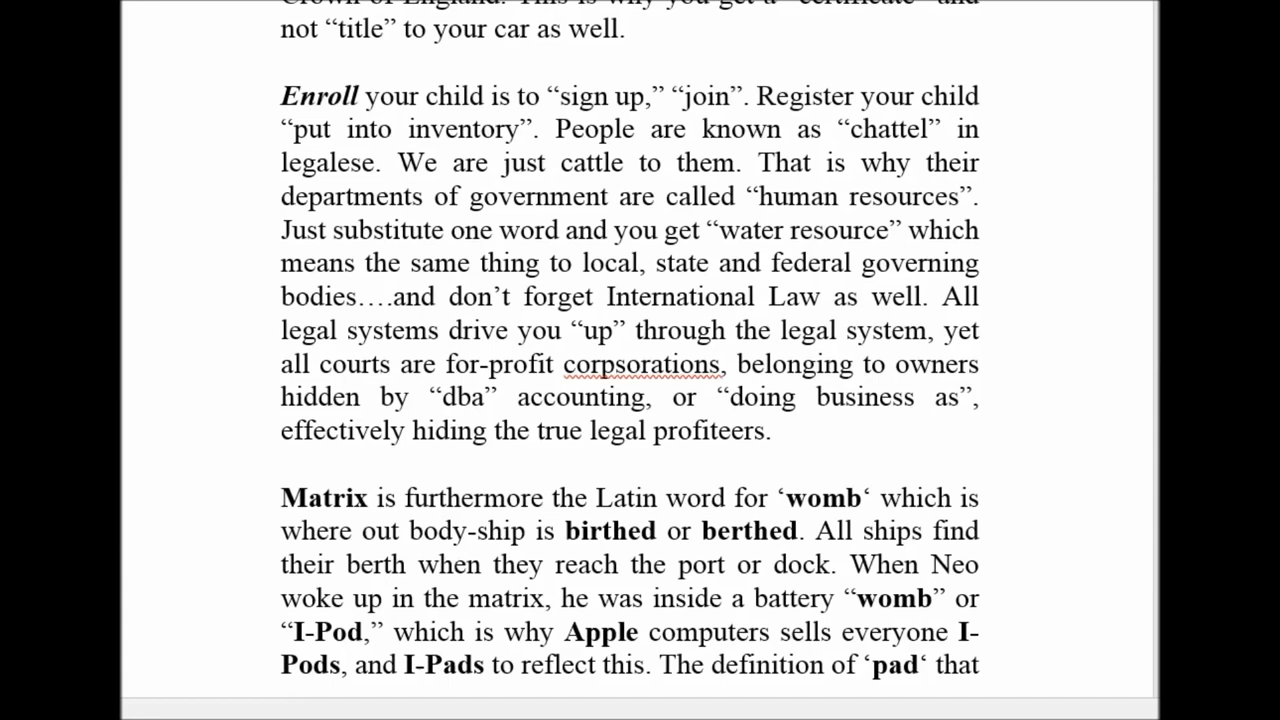 not “title” to your car as well.
Enroll your child is to “sign up,” “join”. Register your child
“put into inventory”. People are known as “chattel” in
legalese. We are just cattle to them. That is why their
departments of government are called “human resources”.
Just substitute one word and you get “water resource” which
means the same thing to local, state and federal governing
bodies….and don’t forget International Law as well. All
legal systems drive you “up” through the legal system, yet
all courts are for-profit corpsorations, belonging to owners
hidden by “dba” accounting, or “doing business as”,
effectively hiding the true legal profiteers.
Matrix is furthermore the Latin word for ‘womb‘ which is
where out body-ship is birthed or berthed. All ships find
their berth when they reach the port or dock. When Neo
woke up in the matrix, he was inside a battery “womb” or
“I-Pod,” which is why Apple computers sells everyone I-
Pods, and I-Pads to reflect this. The definition of ‘pad‘ that